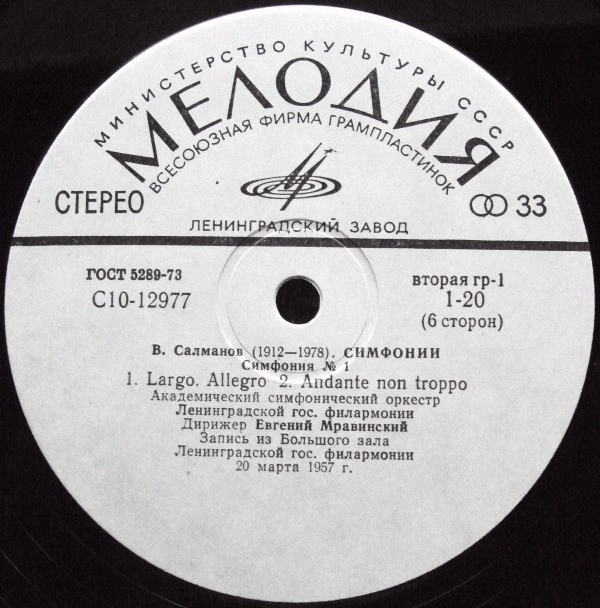 МИНИСТЕРСТВО КУЛЬТУРЫ СССР
МЕЛОДИЯ
ВСЕСОЮЗНАЯ ФИРМА ГРАМПЛАСТИНОК
СТЕРЕО
33
ЛЕНИНГРАДСКИЙ ЗАВОД
ГОСТ 5289-73
С10-12977
вторая гр-1
1-20
(6 сторон)
В. Салманов (1912—1978). СИМФОНИИ
Симфония № 1
1. Largo. Allegro 2. Andante non troppo
Академический симфонический оркестр
Ленинградской гос. филармонии
Дирижер Евгений Мравинский
Запись из Большого зала
Ленинградской гос. филармонии
20 марта 1957 г.